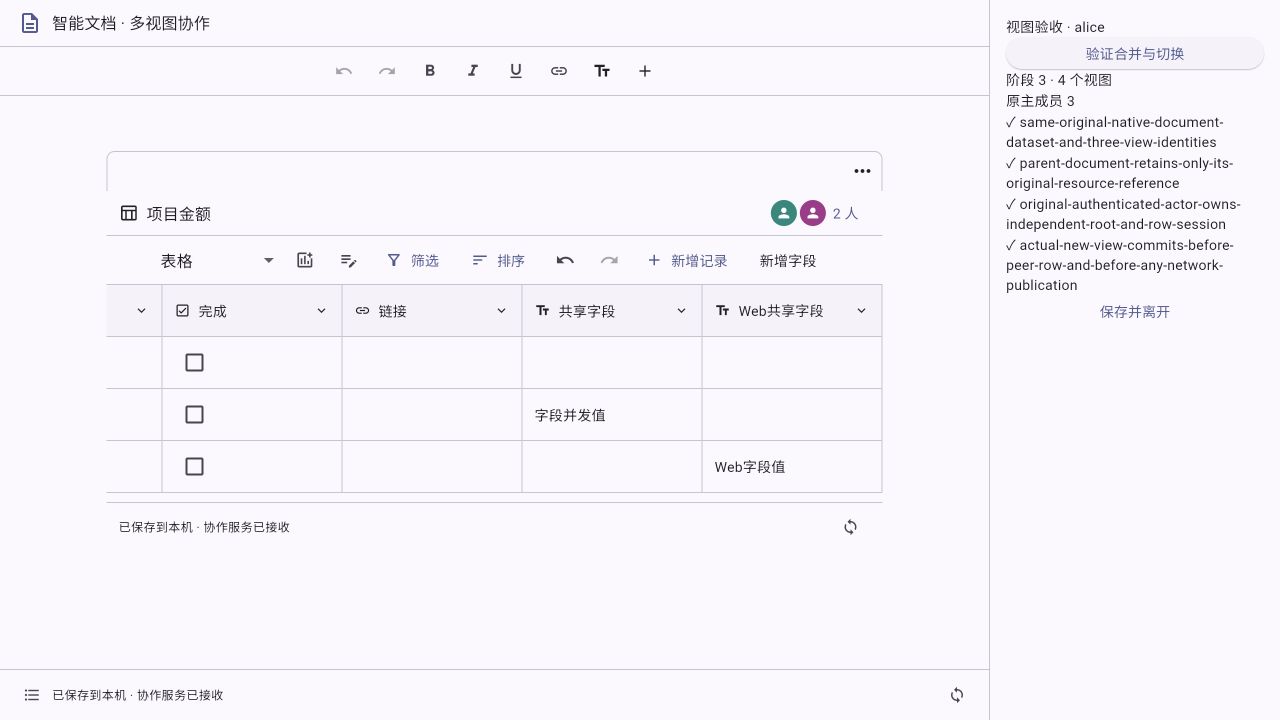 智能文档 · 多视图协作
项目金额
2 人
表格
筛选
排序
新增记录
新增字段
完成
链接
共享字段
Web共享字段
字段并发值
Web字段值
已保存到本机 · 协作服务已接收
已保存到本机 · 协作服务已接收
视图验收 · alice
验证合并与切换
阶段 3 · 4 个视图
原主成员 3
✓ same-original-native-document-
dataset-and-three-view-identities
✓ parent-document-retains-only-its-
original-resource-reference
✓ original-authenticated-actor-owns-
independent-root-and-row-session
✓ actual-new-view-commits-before-
peer-row-and-before-any-network-
publication
保存并离开